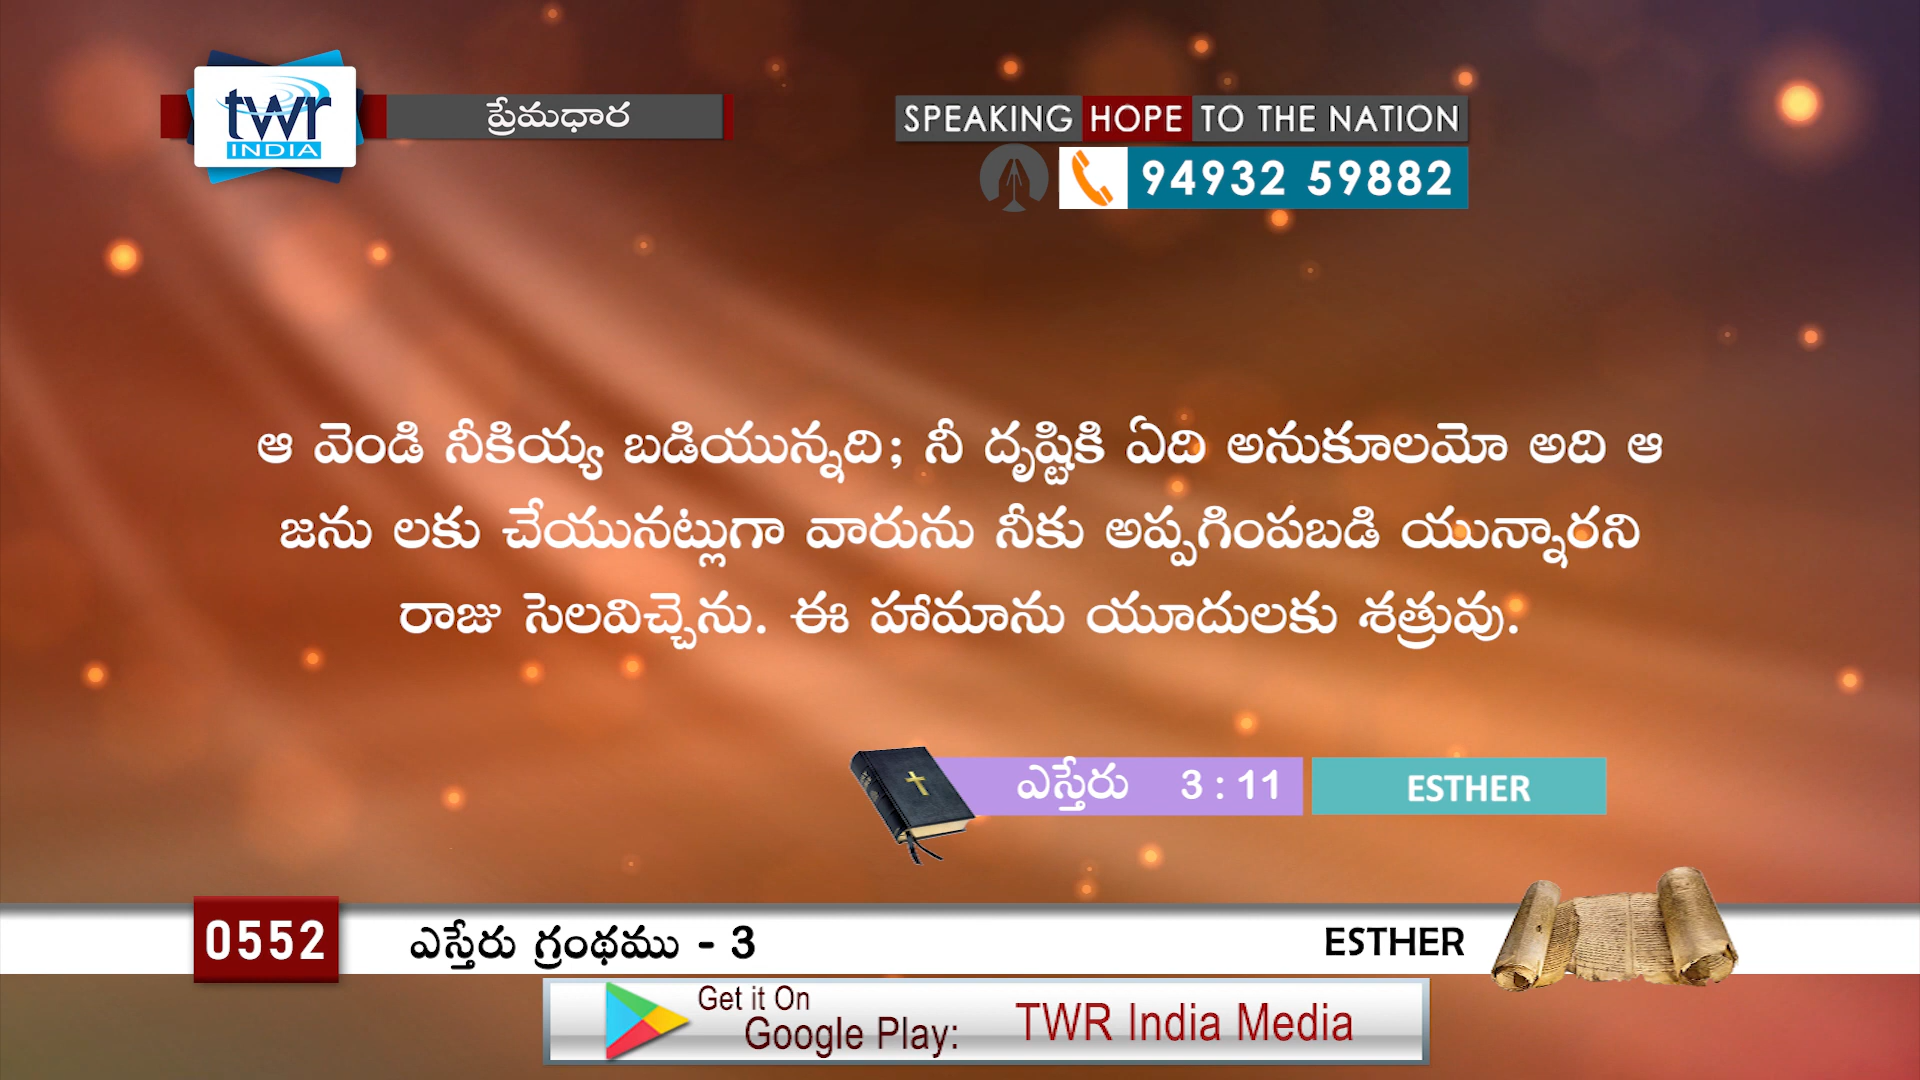 twr
INDIA
ప్రేమధార
SPEAKING HOPE TO THE NATION
94932 59882
ఆ వెండి నీకియ్య బడియున్నది; నీ దృష్టికి ఏది అనుకూలమో అది ఆ
జను లకు చేయునట్లుగా వారును నీకు అప్పగింపబడి యున్నారని
రాజు సెలవిచ్చెను. ఈ హామాను యూదులకు శత్రువు.
ఎస్తేరు 3 : 11 ESTHER
0552 ఎస్తేరు గ్రంథము - 3 ESTHER
Get it On
Google Play: TWR India Media